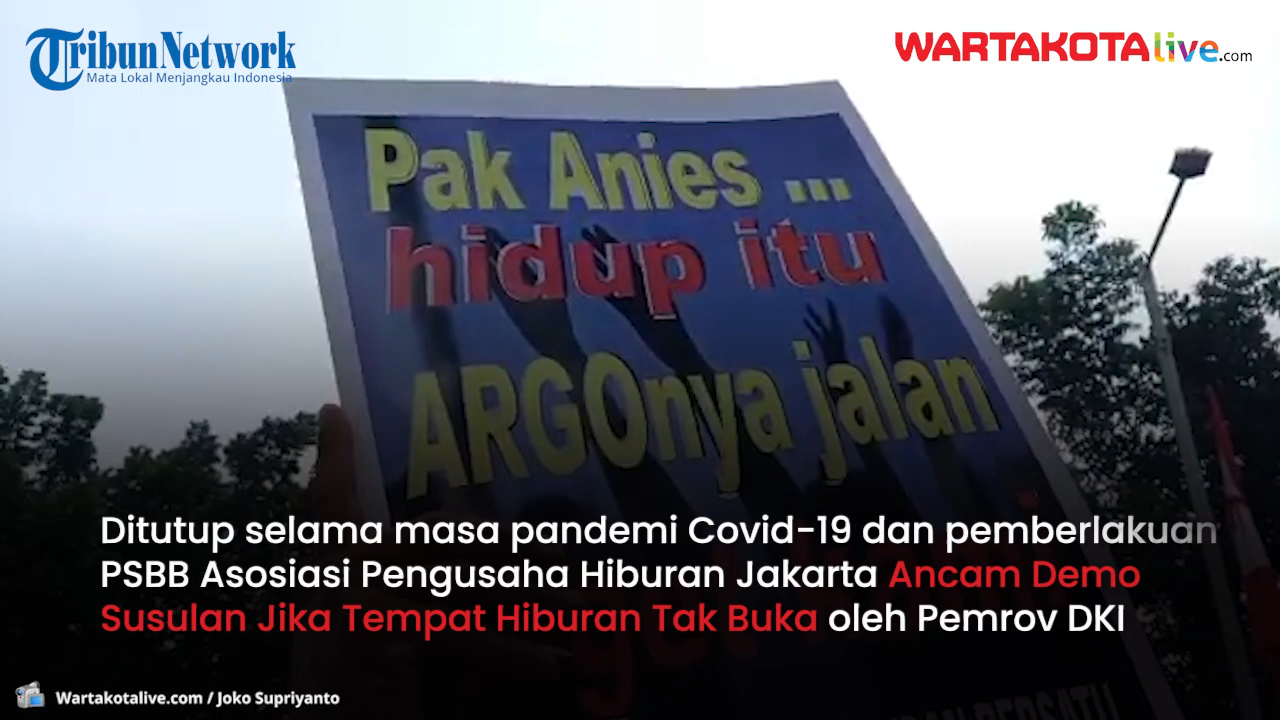 Tribun Network
Mata Lokal Menjangkau Indonesia
WARTAKOTAlive.com
Pak Anies ...
hidup itu
ARGOnya jalan
Ditutup selama masa pandemi Covid-19 dan pemberlakuan
PSBB Asosiasi Pengusaha Hiburan Jakarta Ancam Demo
Susulan Jika Tempat Hiburan Tak Buka oleh Pemrov DKI
Wartakotalive.com / Joko Supriyanto